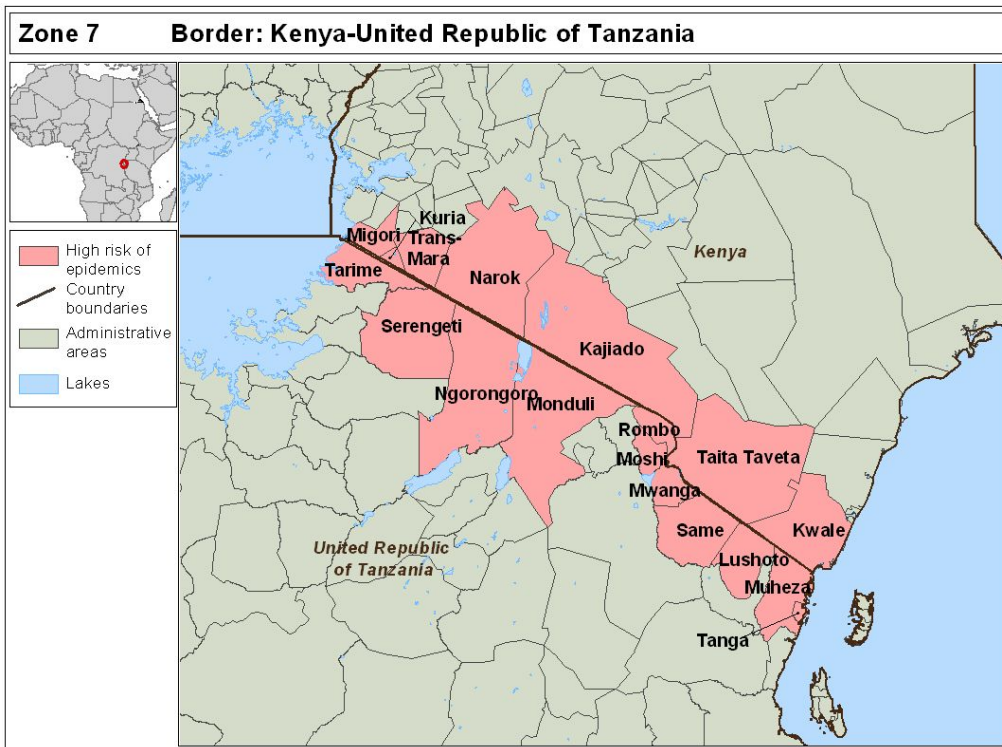 Zone 7 Border: Kenya-United Republic of Tanzania
High risk of
epidemics
Country
boundaries
Administrative
areas
Lakes
Kuria
Migori
Trans-
Mara
Tarime
Narok
Kenya
Serengeti
Kajiado
Ngorongoro
Monduli
Rombo
Moshi
Taita Taveta
Mwanga
Same
Kwale
United Republic
of Tanzania
Lushoto
Muheza
Tanga